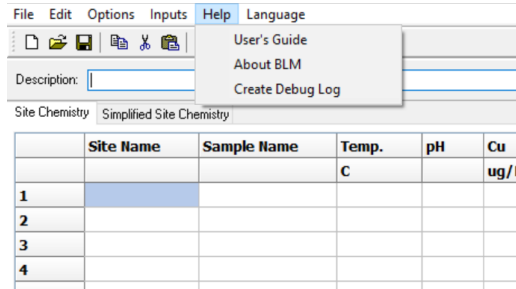 File Edit Options Inputs Help Language
User's Guide
About BLM
Create Debug Log
Description:
Site Chemistry Simplified Site Chemistry
Site Name Sample Name Temp. pH Cu
C
1
2
3
4